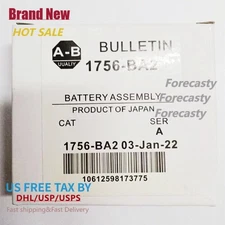 Brand New
HOT SALE
A-B
QUALITY
BULLETIN
1756-BA2
Forecasty
Forecasty
Forecasty
BATTERY ASSEMBLY
PRODUCT OF JAPAN
CAT
SER
A
1756-BA2 03-Jan-22
10612598173775
US FREE TAX BY
DHL/USP/USPS
Fast shipping&Fast Delivery